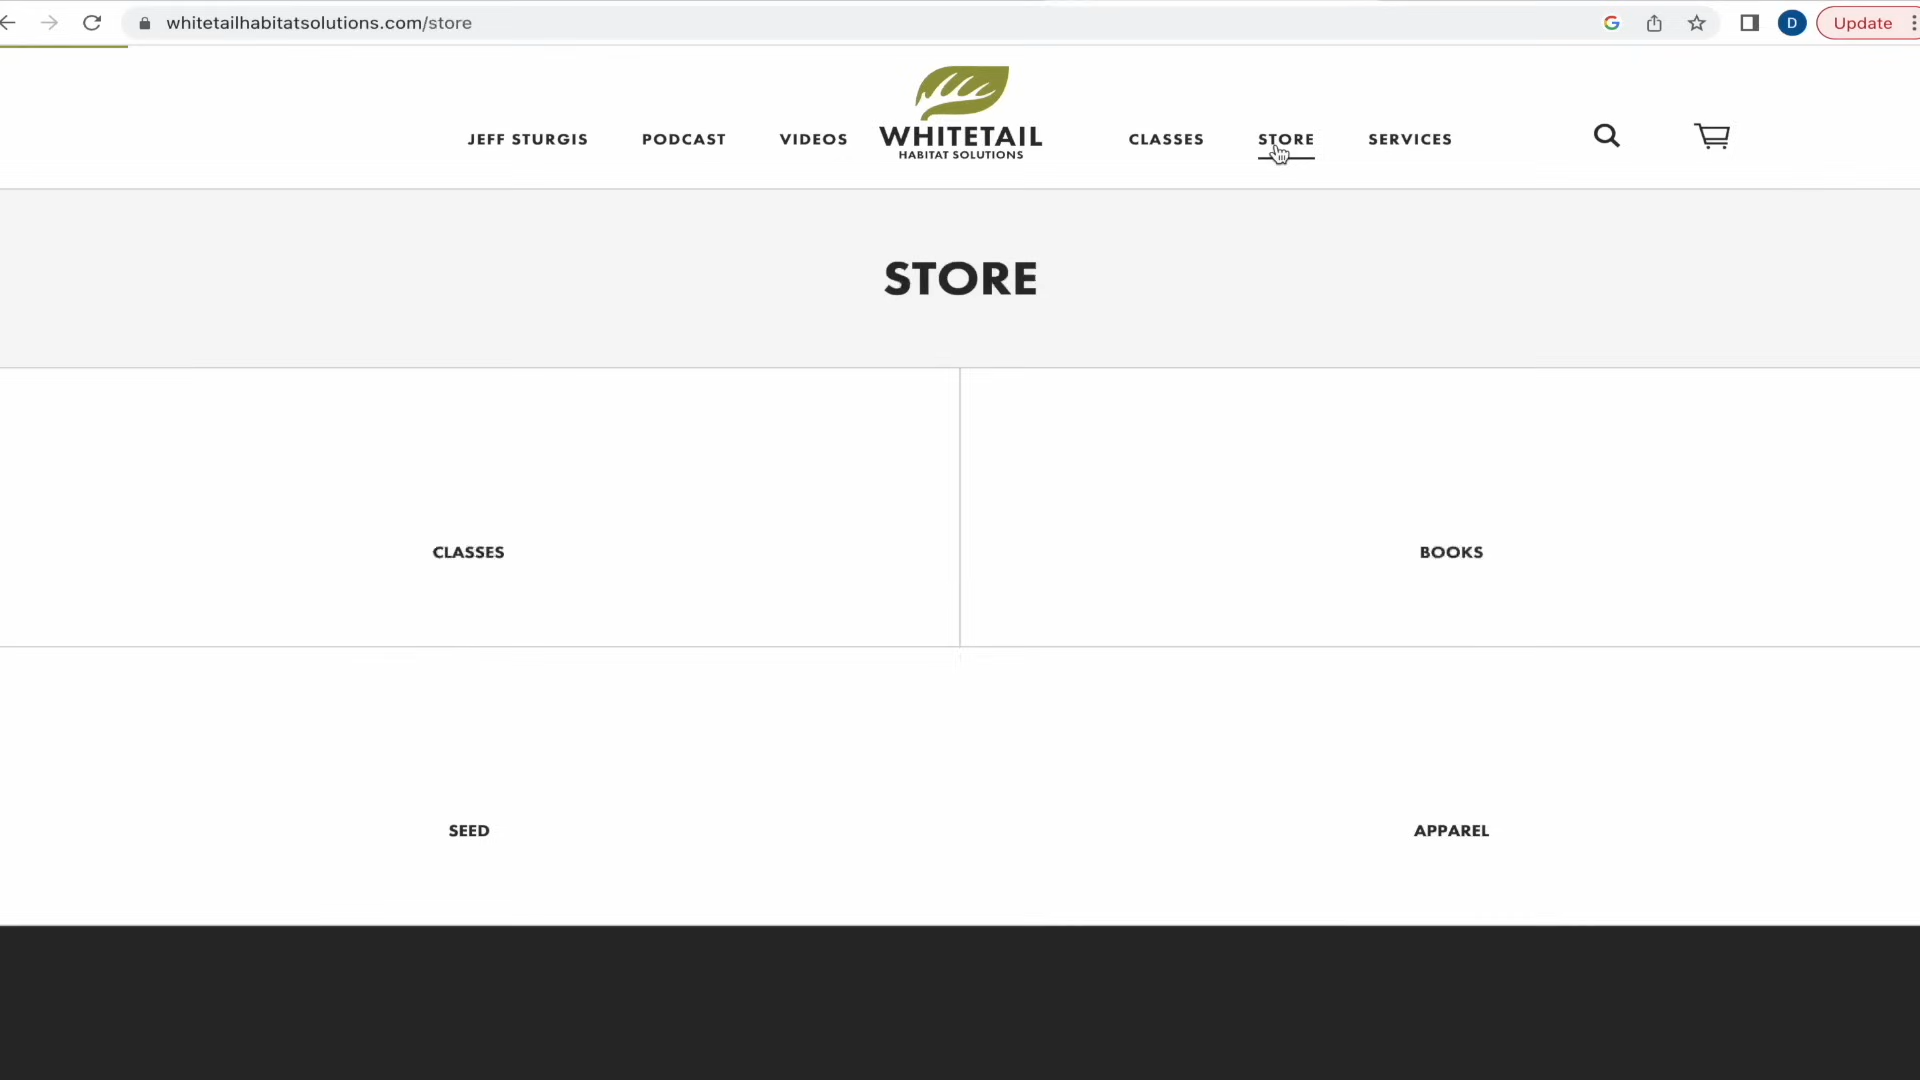 whitetailhabitatsolutions.com/store
D
Update
JEFF STURGIS
PODCAST
VIDEOS
WHITETAIL
HABITAT SOLUTIONS
CLASSES
STORE
SERVICES
STORE
CLASSES
BOOKS
SEED
APPAREL